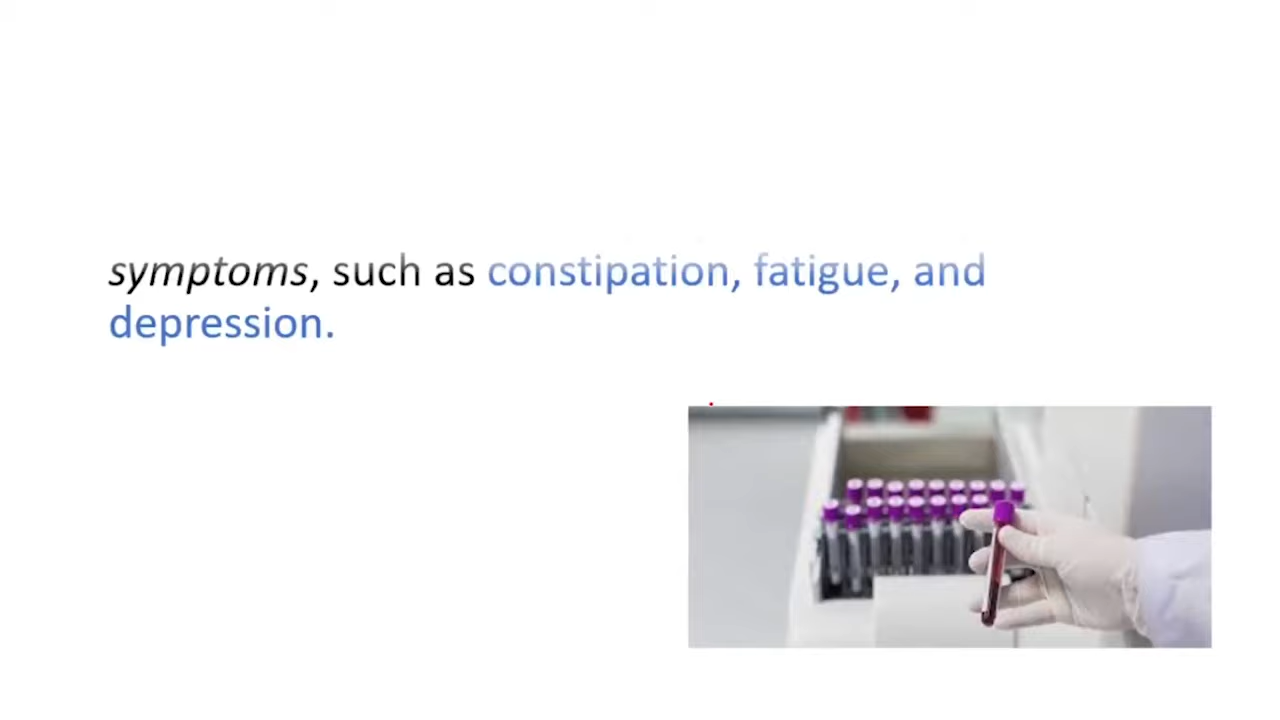 symptoms, such as constipation, fatigue, and
depression.